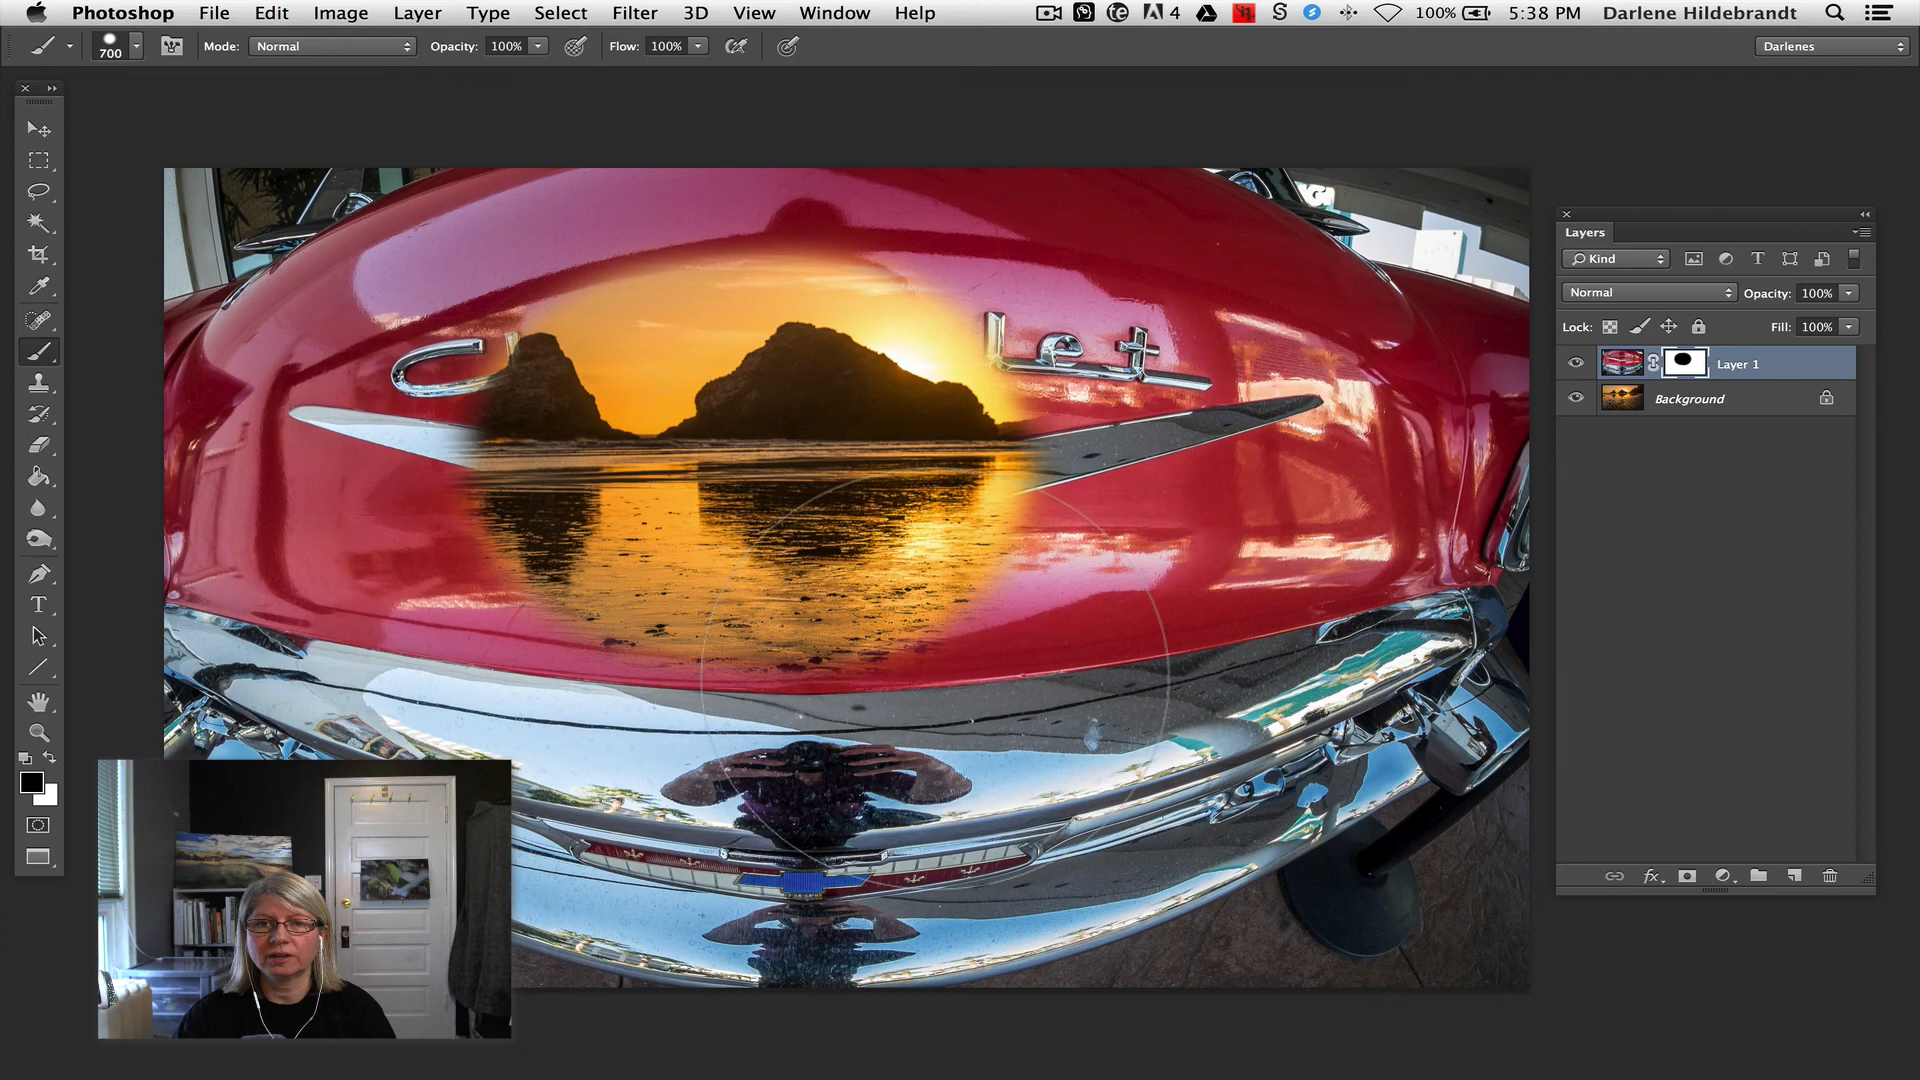 Photoshop File Edit Image Layer Type Select Filter 3D View Window Help 4 100% 5:38 PM Darlene Hildebrandt
700 Mode: Normal Opacity: 100% Flow: 100% Darlenes
Layers
Kind
Normal Opacity: 100%
Lock: Fill: 100%
Layer 1
Background
C let
fx